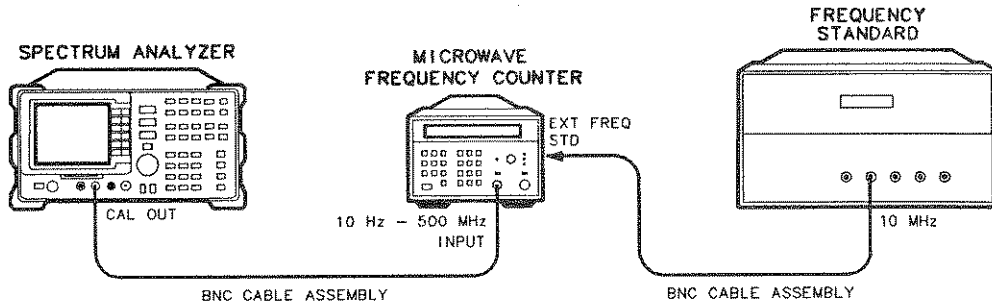 FREQUENCY
STANDARD
SPECTRUM ANALYZER
MICROWAVE
FREQUENCY COUNTER
EXT FREQ
STD
CAL OUT
10 Hz – 500 MHz
INPUT
10 MHz
BNC CABLE ASSEMBLY
BNC CABLE ASSEMBLY